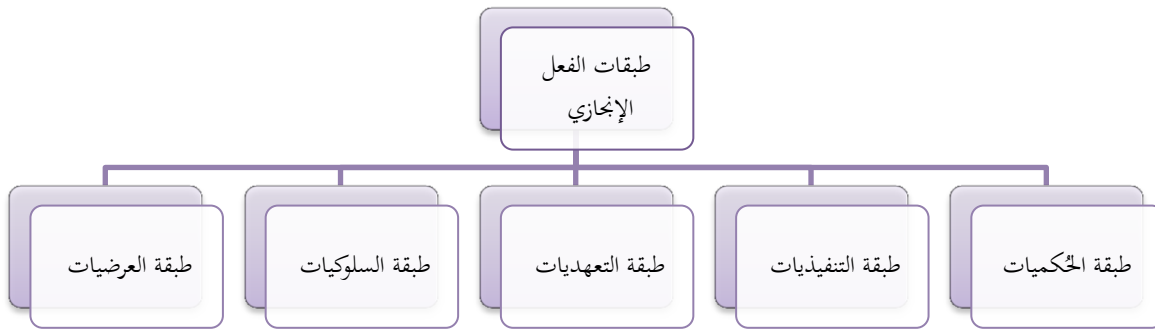 طبقات الفعل
الإنجازي
طبقة الحُكميات
طبقة التنفيذيات
طبقة التعهديات
طبقة السلوكيات
طبقة العرضيات